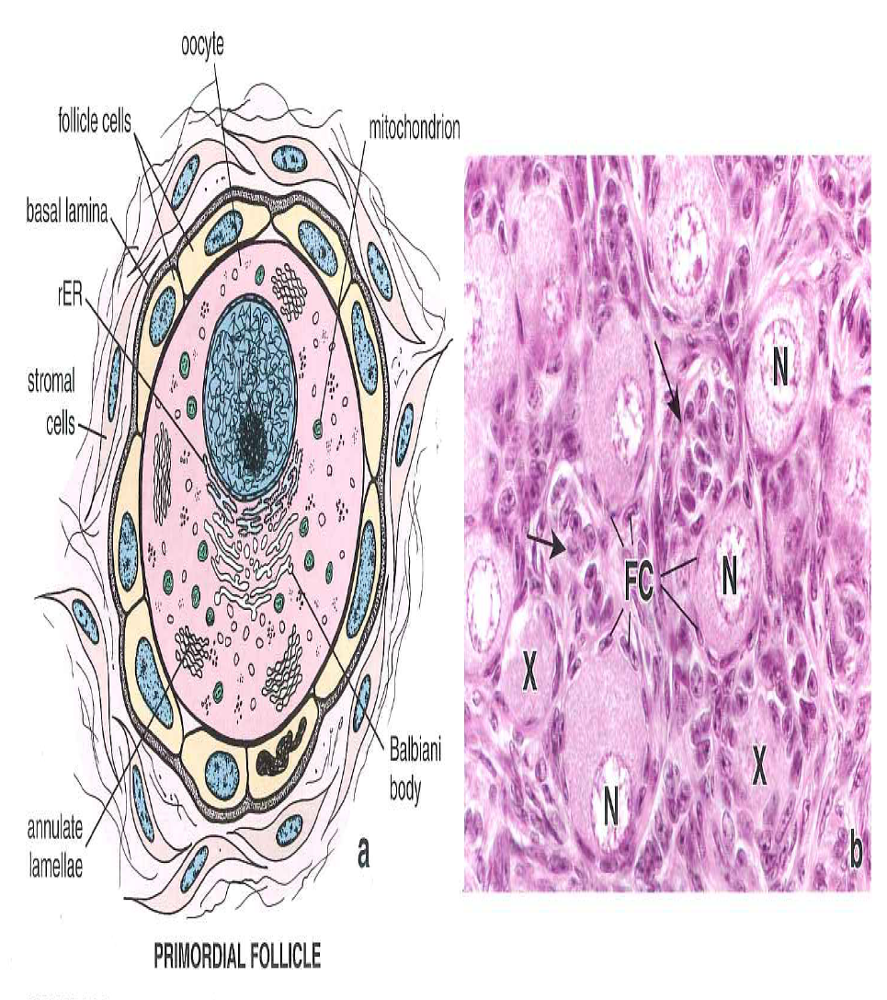 oocyte
follicle cells
mitochondrion
basal lamina
rER
stromal
cells
Balbiani
body
annulate
lamellae
a
PRIMORDIAL FOLLICLE
N
FC
N
X
X
N
b